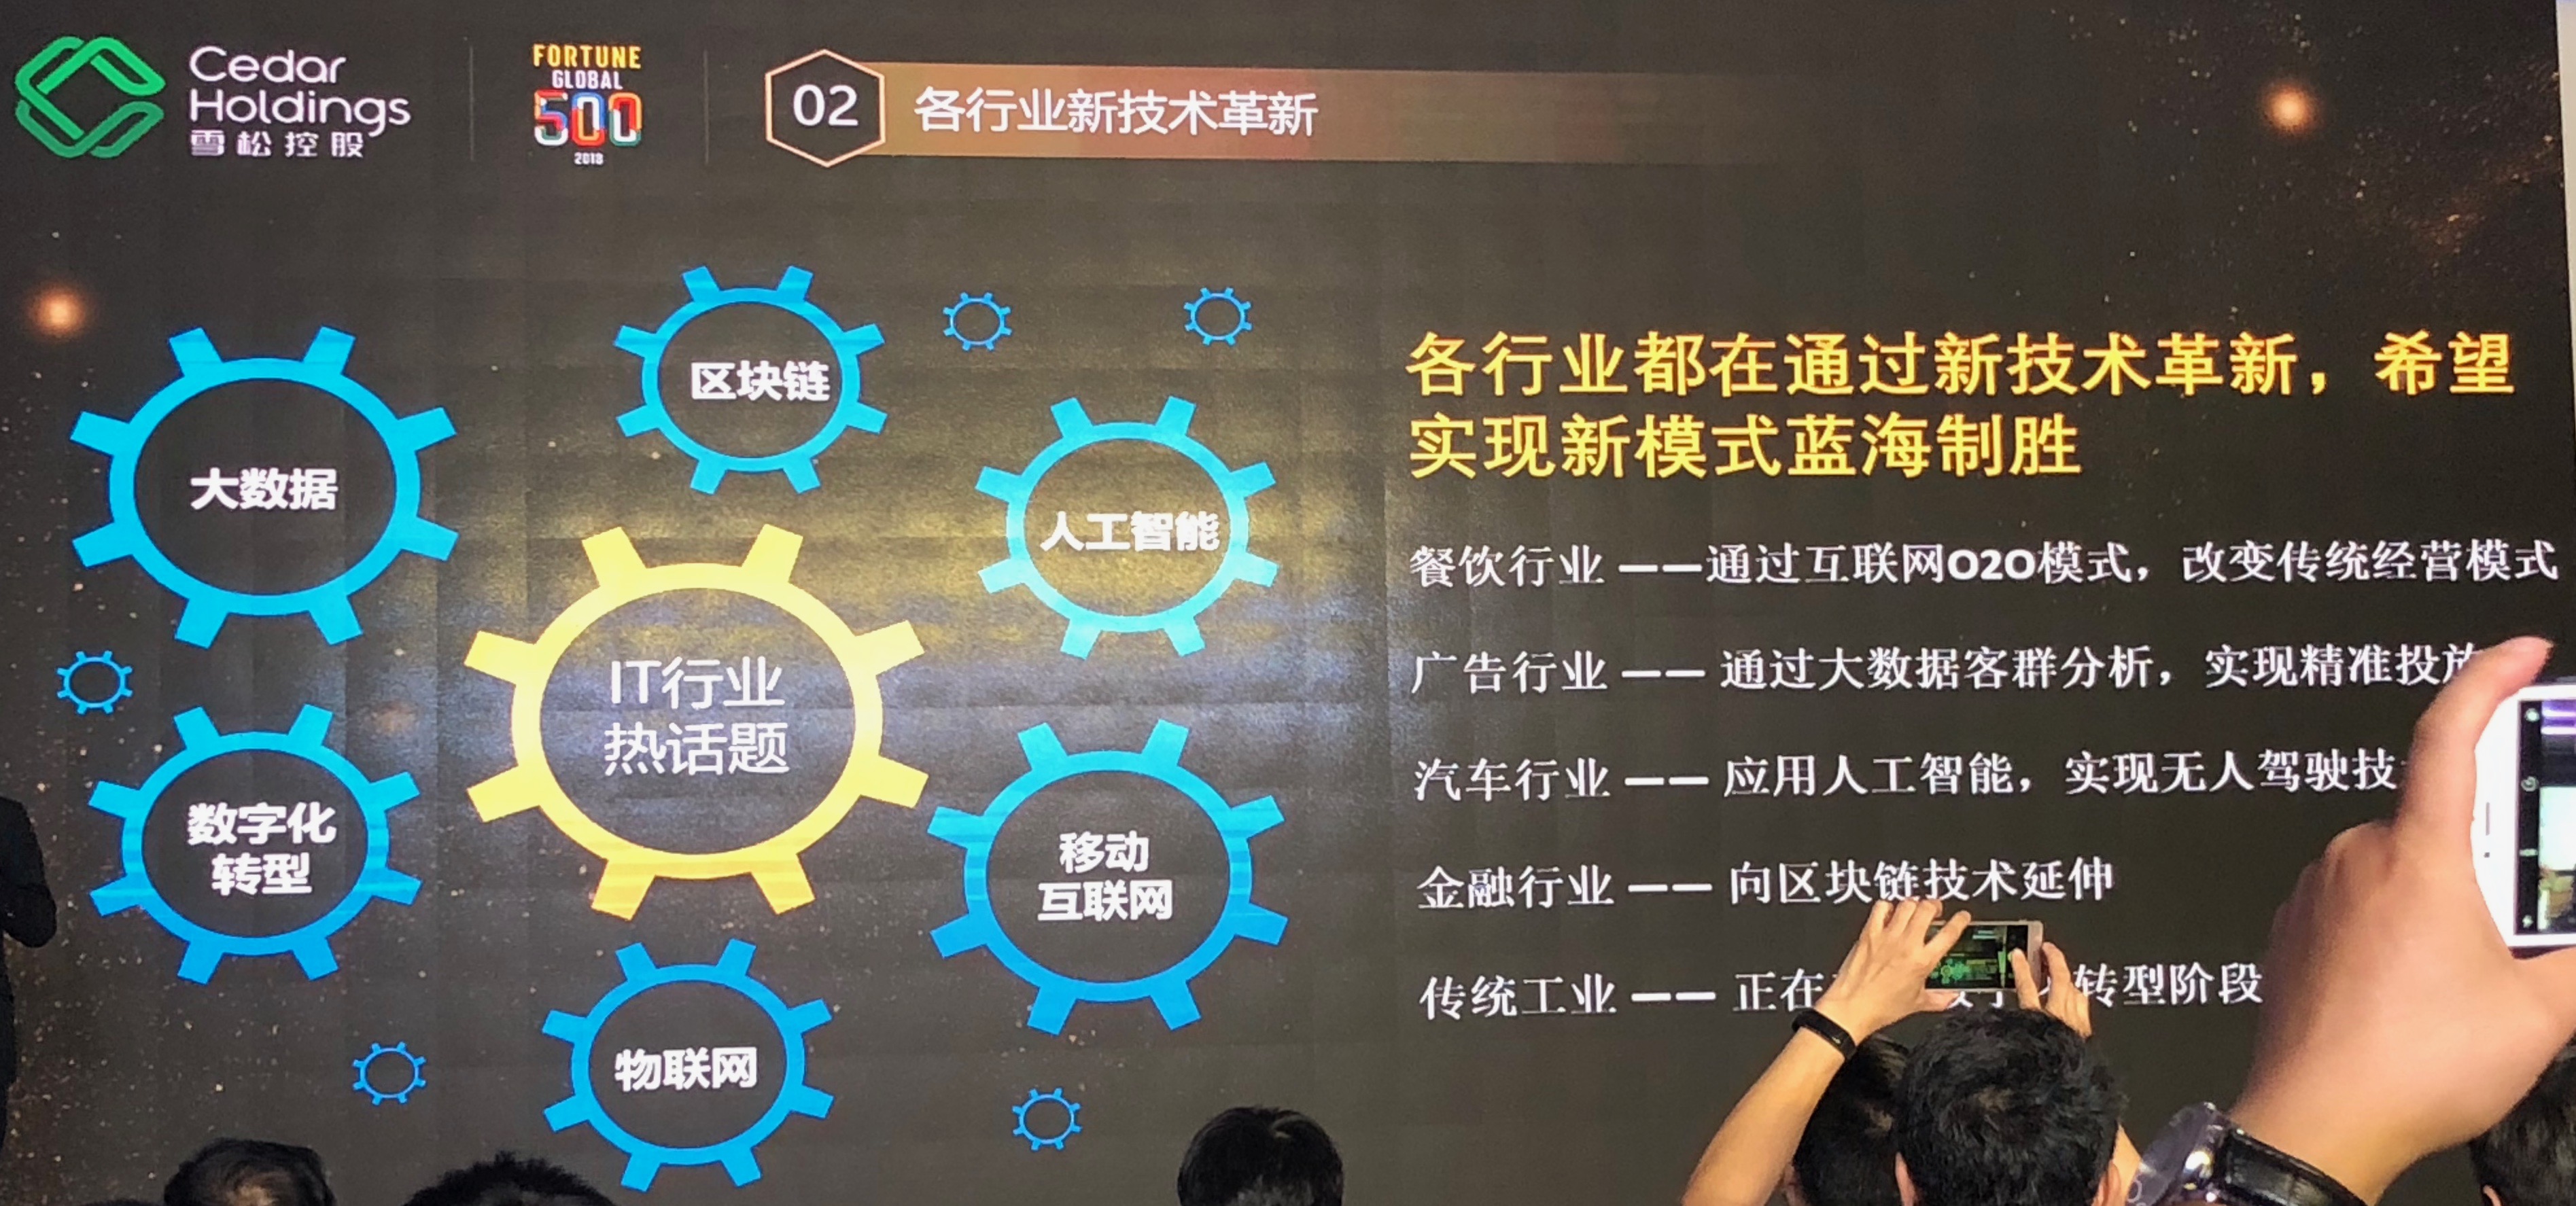 Cedar
Holdings
雪松控股
FORTUNE
GLOBAL
500
2018
02 各行业新技术革新
区块链
大数据
人工智能
IT行业
热话题
数字化
转型
移动
互联网
物联网
各行业都在通过新技术革新，希望
实现新模式蓝海制胜
餐饮行业 ——通过互联网O2O模式，改变传统经营模式
广告行业 —— 通过大数据客群分析，实现精准投放
汽车行业 —— 应用人工智能，实现无人驾驶技
金融行业 —— 向区块链技术延伸
传统工业 —— 正在 转型阶段